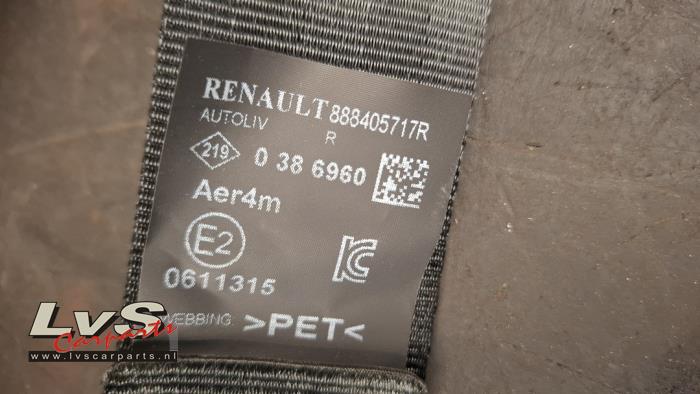 RENAULT 888405717R
AUTOLIV R
219 0 38 6960
Aer4m
E2
0611315
WEBBING: >PET<
LvS
Carparts
www.lvscarparts.nl